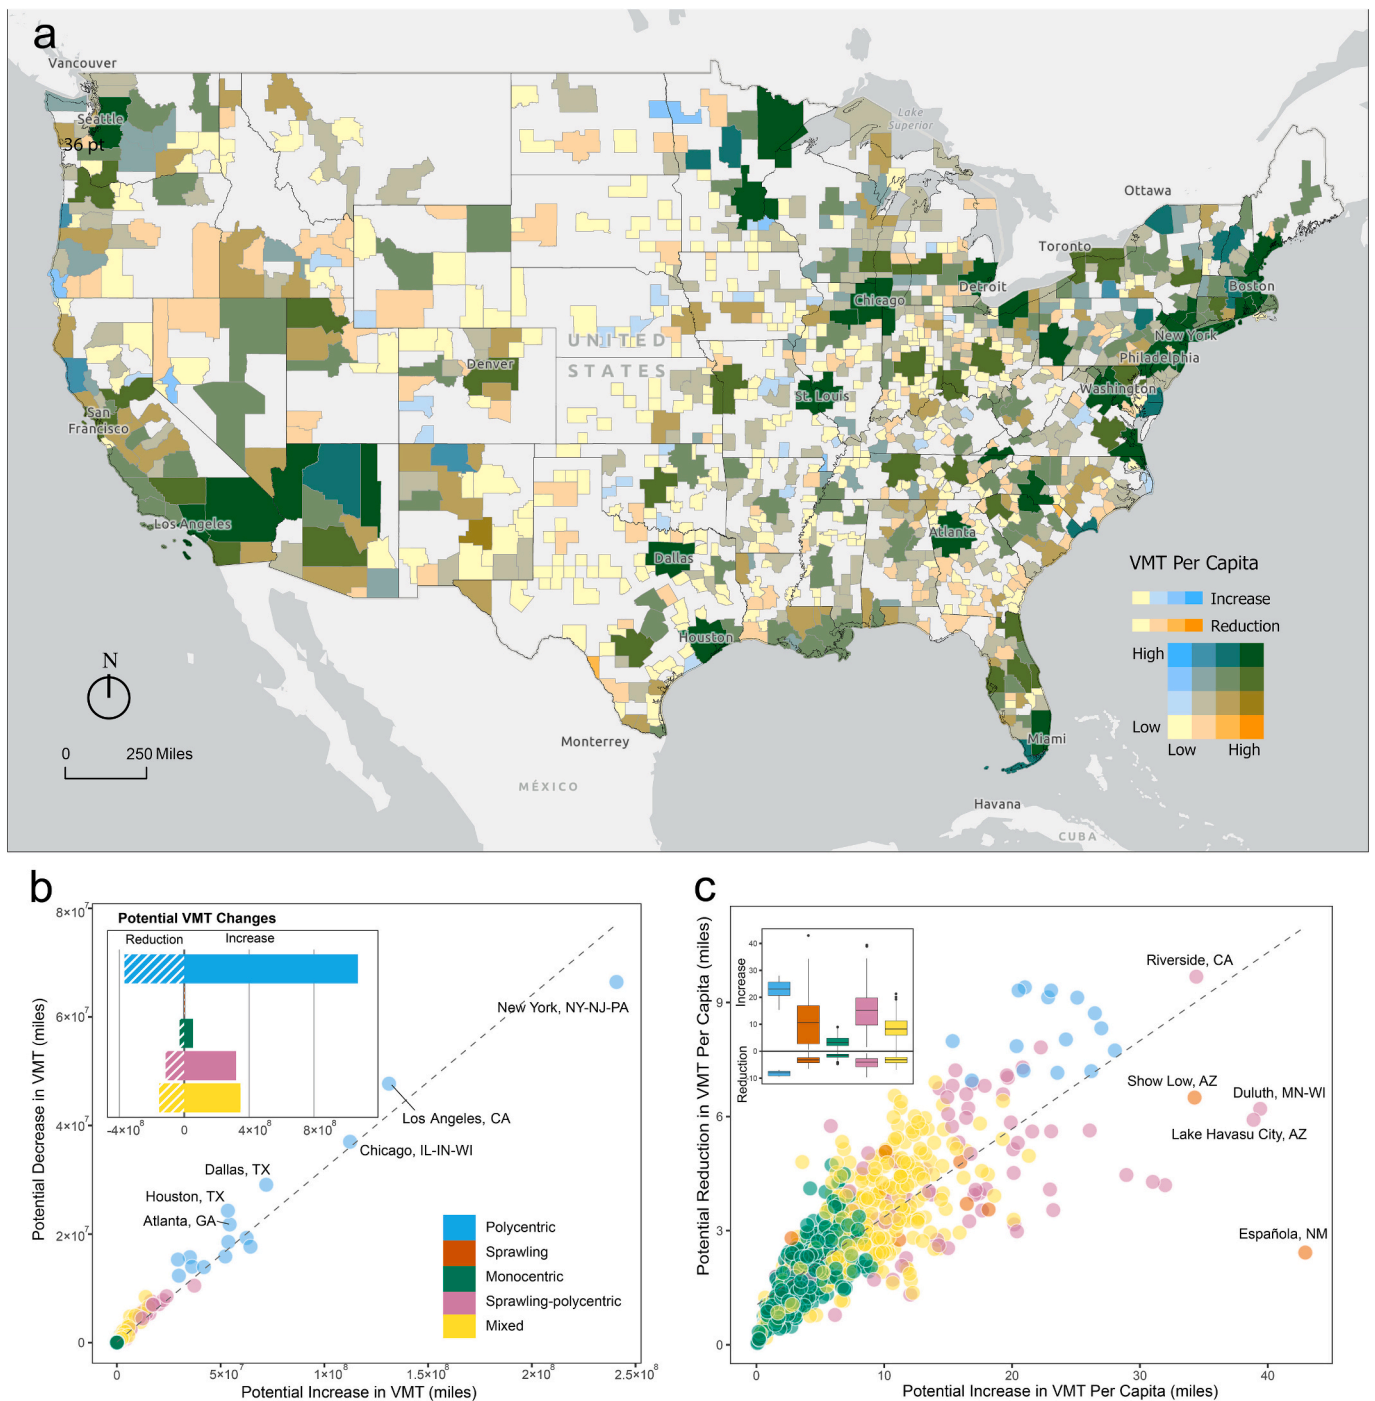 a
Vancouver
Seattle
36 pt
Lake
Superior
Ottawa
Toronto
Boston
Detroit
Chicago
New York
Philadelphia
UNITED
STATES
Denver
Washington
St. Louis
San
Francisco
Los Angeles
Atlanta
Dallas
VMT Per Capita
Increase
Reduction
High
Low
Low High
Houston
N
0 250 Miles
Monterrey
Miami
MÉXICO
Havana
CUBA
b
Potential VMT Changes
Reduction Increase
-4×10⁸ 0 4×10⁸ 8×10⁸
8×10⁷
6×10⁷
4×10⁷
2×10⁷
0
Potential Decrease in VMT (miles)
New York, NY-NJ-PA
Los Angeles, CA
Chicago, IL-IN-WI
Dallas, TX
Houston, TX
Atlanta, GA
Polycentric
Sprawling
Monocentric
Sprawling-polycentric
Mixed
0 5×10⁷ 1×10⁸ 1.5×10⁸ 2×10⁸ 2.5×10⁸
Potential Increase in VMT (miles)
c
Potential Reduction in VMT Per Capita (miles)
9
6
3
0
Increase
Reduction
40
30
20
10
0
-10
Riverside, CA
Show Low, AZ
Duluth, MN-WI
Lake Havasu City, AZ
Española, NM
0 10 20 30 40
Potential Increase in VMT Per Capita (miles)